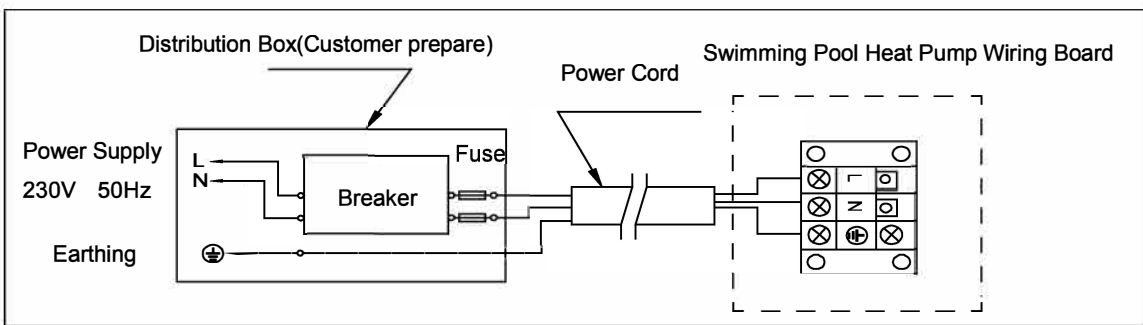 Distribution Box(Customer prepare)
Swimming Pool Heat Pump Wiring Board
Power Cord
Power Supply
230V 50Hz
L
N
Fuse
Breaker
Earthing
L
N